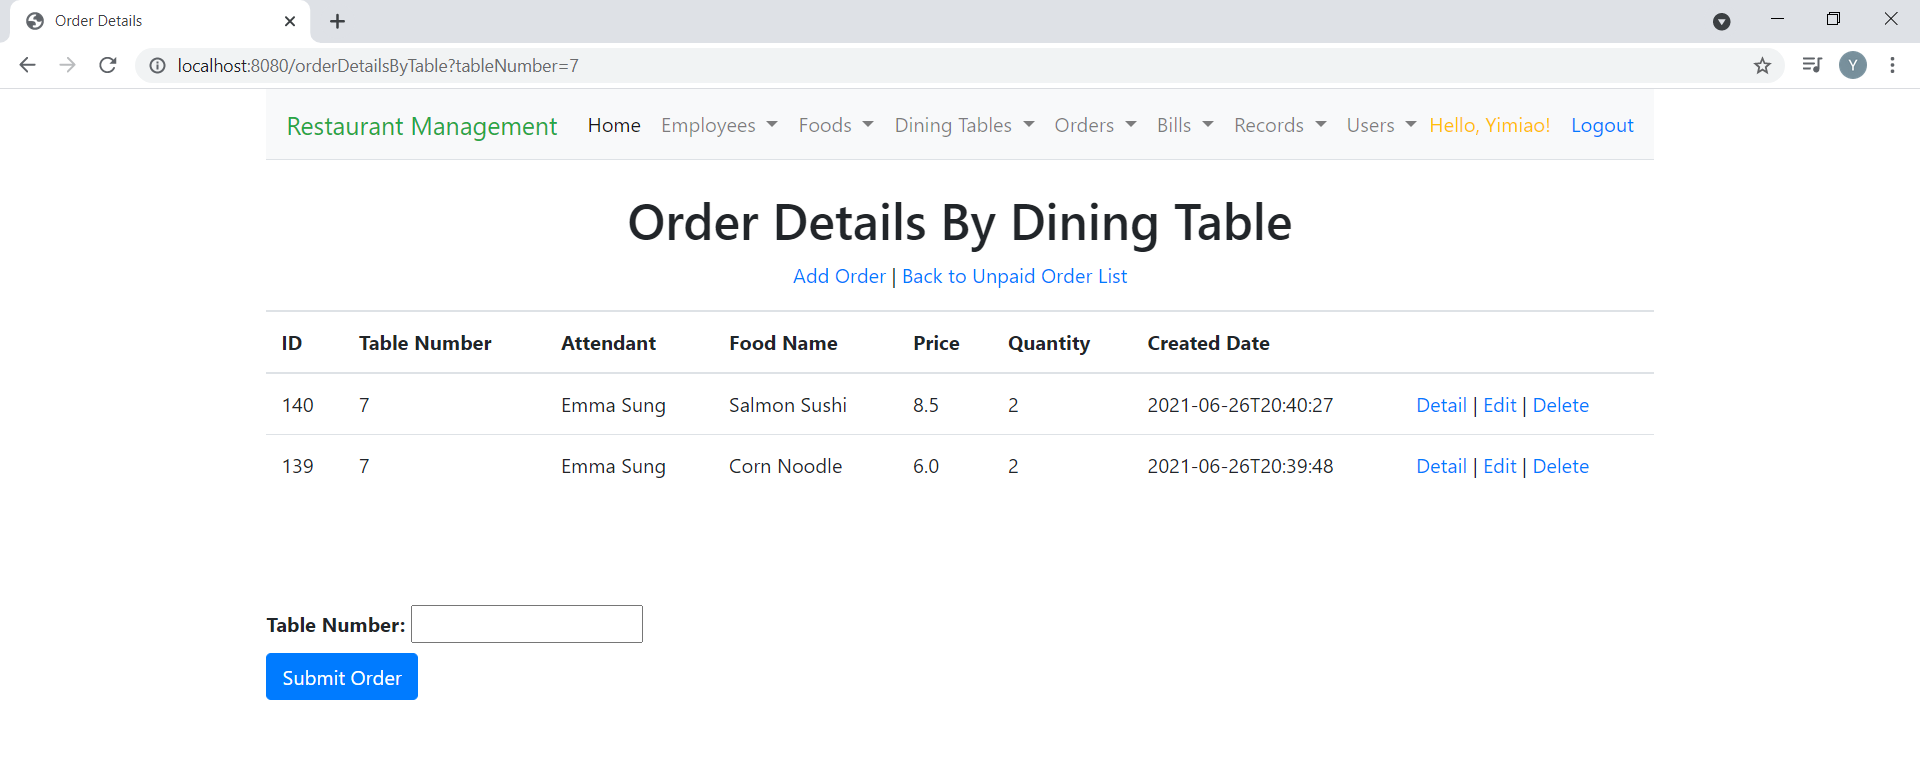 Order Details
localhost:8080/orderDetailsByTable?tableNumber=7
Y
Restaurant Management Home Employees Foods Dining Tables Orders Bills Records Users Hello, Yimiao! Logout
Order Details By Dining Table
Add Order | Back to Unpaid Order List
ID Table Number Attendant Food Name Price Quantity Created Date
140 7 Emma Sung Salmon Sushi 8.5 2 2021-06-26T20:40:27 Detail | Edit | Delete
139 7 Emma Sung Corn Noodle 6.0 2 2021-06-26T20:39:48 Detail | Edit | Delete
Table Number:
Submit Order